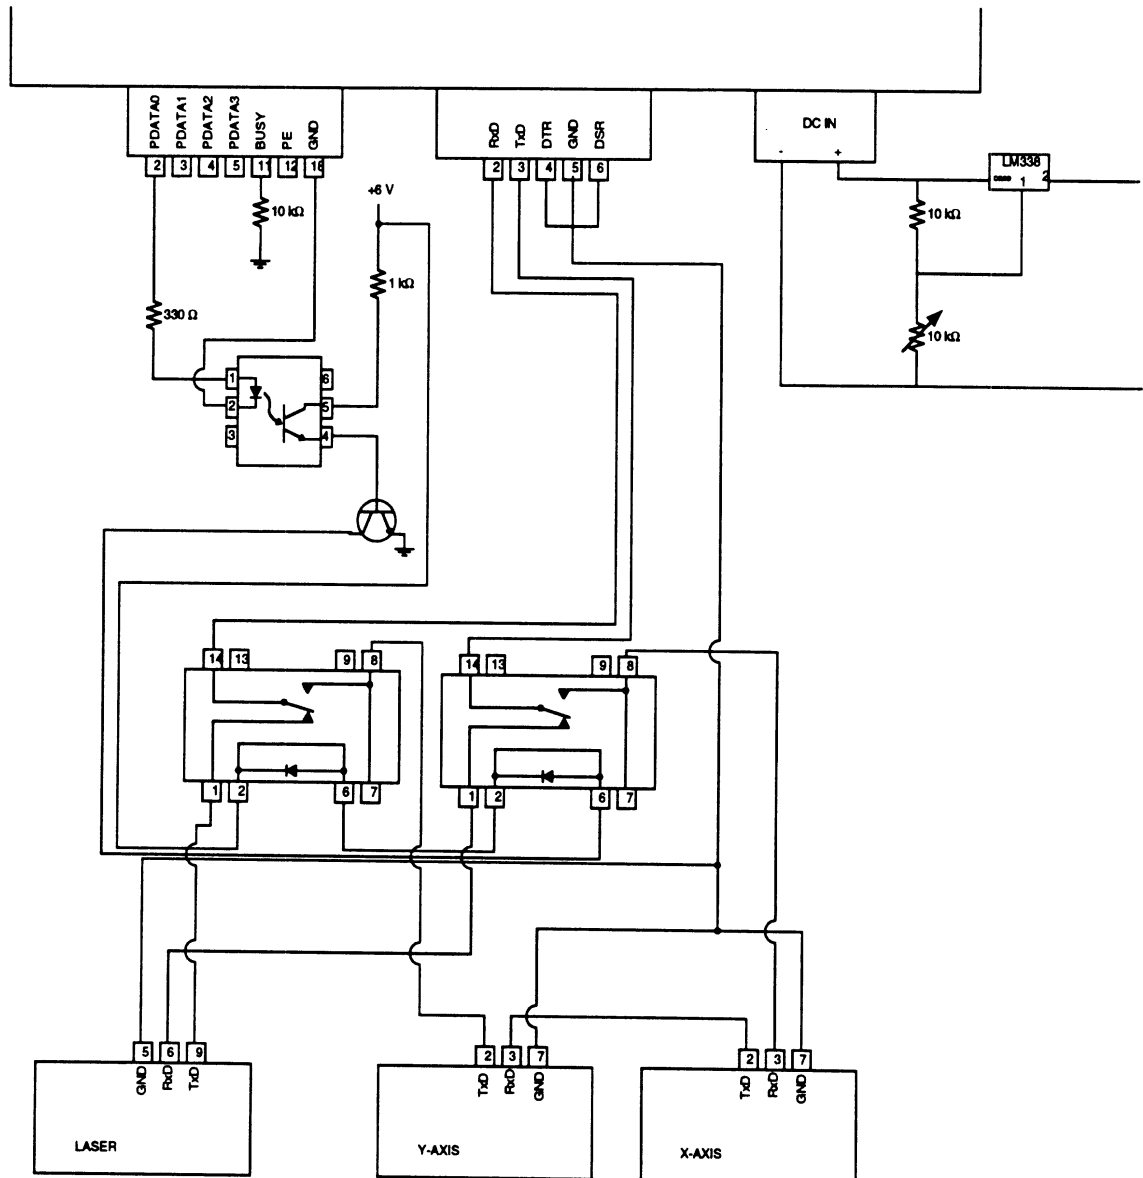 PDATA0 PDATA1 PDATA2 PDATA3 BUSY PE GND
2 3 4 5 11 12 18
RxD TxD DTR GND DSR
2 3 4 5 6
DC IN
- +
LM338
1 2
+6 V
10 kΩ
10 kΩ
1 kΩ
330 Ω
10 kΩ
1 6
2 5
3 4
14 13 9 8
14 13 9 8
1 2 6 7
1 2 6 7
5 6 9
GND RxD TxD
LASER
2 3 7
TxD RxD GND
Y-AXIS
2 3 7
TxD RxD GND
X-AXIS